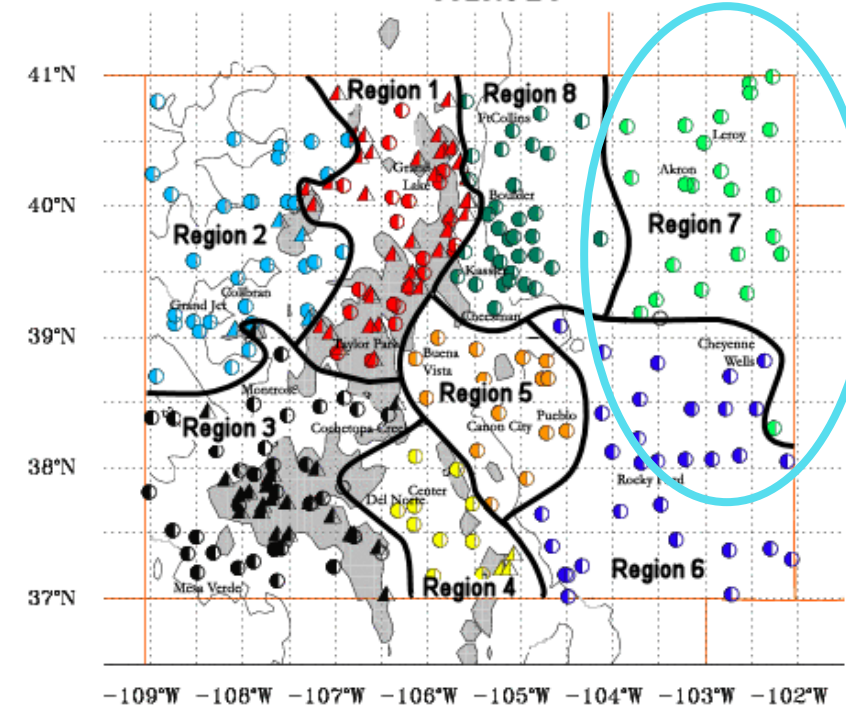 41°N
Region 1
Region 8
FtCollins
Leroy
Grand
Lake
Akron
40°N
Boulder
Region 2
Region 7
Kassler
Collbran
Grand Jct
Cheesman
39°N
Taylor Park
Buena
Vista
Cheyenne
Wells
Montrose
Region 5
Region 3
Cochetopa Creek
Canon City
Pueblo
38°N
Rocky Ford
Del Norte
Center
Mesa Verde
Region 4
Region 6
37°N
-109°W -108°W -107°W -106°W -105°W -104°W -103°W -102°W